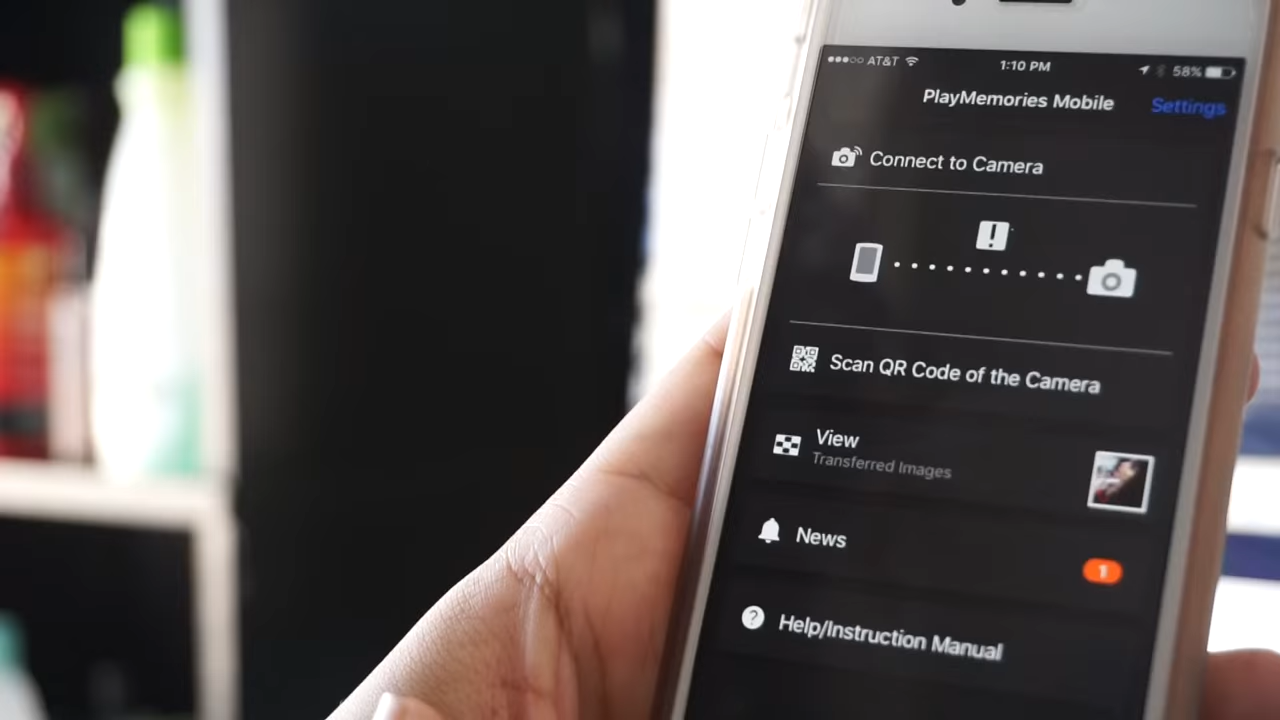 AT&T 1:10 PM 58%
PlayMemories Mobile Settings
Connect to Camera
Scan QR Code of the Camera
View
Transferred Images
News
1
Help/Instruction Manual